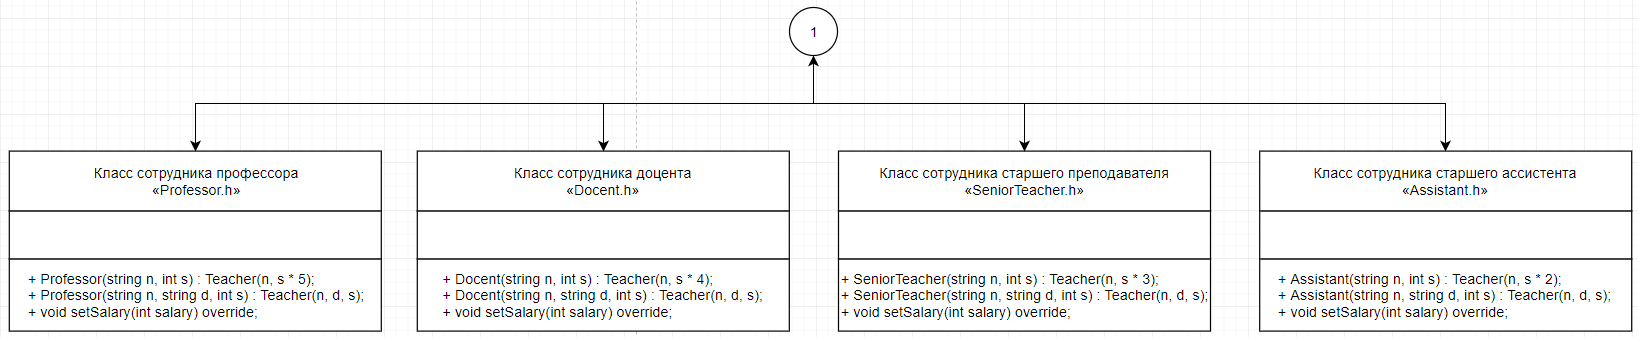 1
Класс сотрудника профессора
«Professor.h»
+ Professor(string n, int s) : Teacher(n, s * 5);
+ Professor(string n, string d, int s) : Teacher(n, d, s);
+ void setSalary(int salary) override;
Класс сотрудника доцента
«Docent.h»
+ Docent(string n, int s) : Teacher(n, s * 4);
+ Docent(string n, string d, int s) : Teacher(n, d, s);
+ void setSalary(int salary) override;
Класс сотрудника старшего преподавателя
«SeniorTeacher.h»
+ SeniorTeacher(string n, int s) : Teacher(n, s * 3);
+ SeniorTeacher(string n, string d, int s) : Teacher(n, d, s);
+ void setSalary(int salary) override;
Класс сотрудника старшего ассистента
«Assistant.h»
+ Assistant(string n, int s) : Teacher(n, s * 2);
+ Assistant(string n, string d, int s) : Teacher(n, d, s);
+ void setSalary(int salary) override;